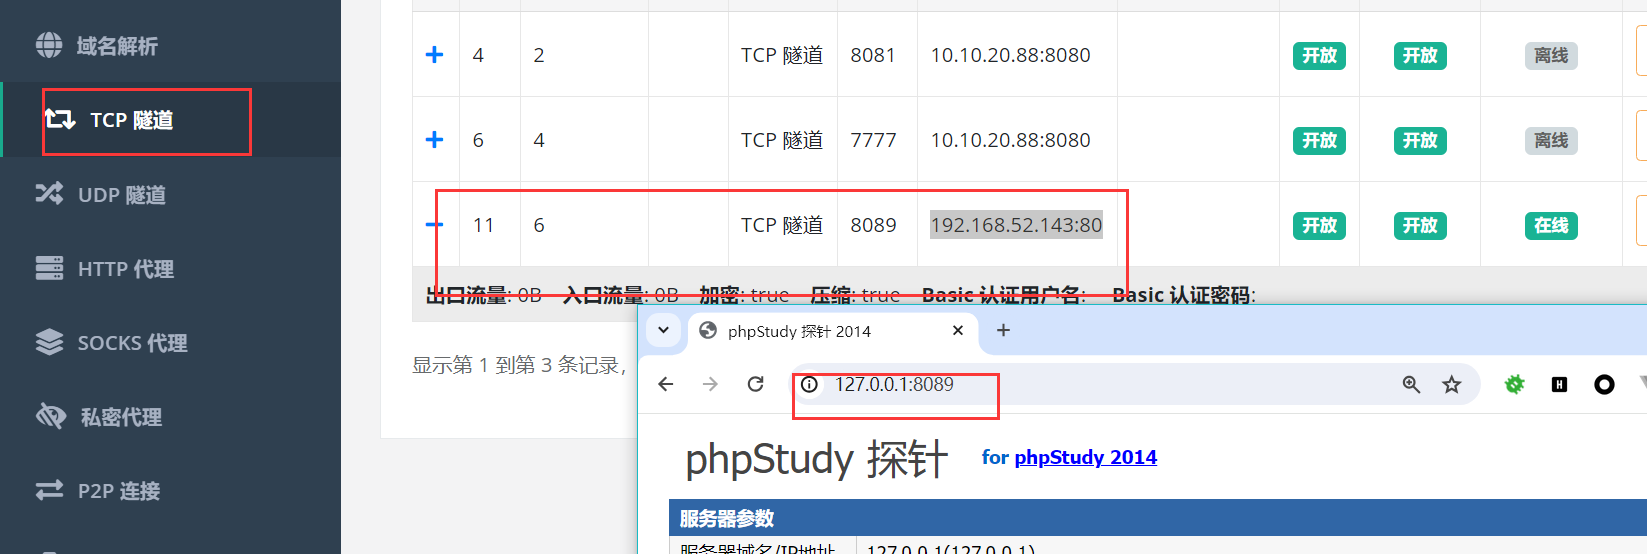 域名解析
TCP 隧道
UDP 隧道
HTTP 代理
SOCKS 代理
私密代理
P2P 连接
4 2 TCP 隧道 8081 10.10.20.88:8080 开放 开放 离线
6 4 TCP 隧道 7777 10.10.20.88:8080 开放 开放 离线
11 6 TCP 隧道 8089 192.168.52.143:80 开放 开放 在线
出口流量: 0B 入口流量: 0B 加密: true 压缩: true Basic 认证用户名: Basic 认证密码:
显示第 1 到第 3 条记录，
phpStudy 探针 2014
127.0.0.1:8089
phpStudy 探针 for phpStudy 2014
服务器参数
服务器域名/IP地址 127.0.0.1(127.0.0.1)